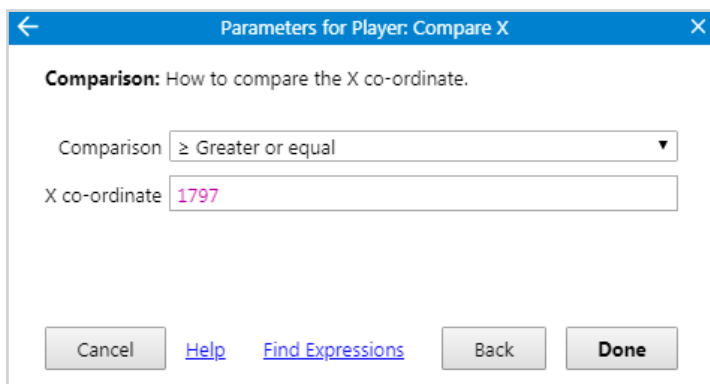 Parameters for Player: Compare X
Comparison: How to compare the X co-ordinate.
Comparison ≥ Greater or equal
X co-ordinate 1797
Cancel Help Find Expressions Back Done